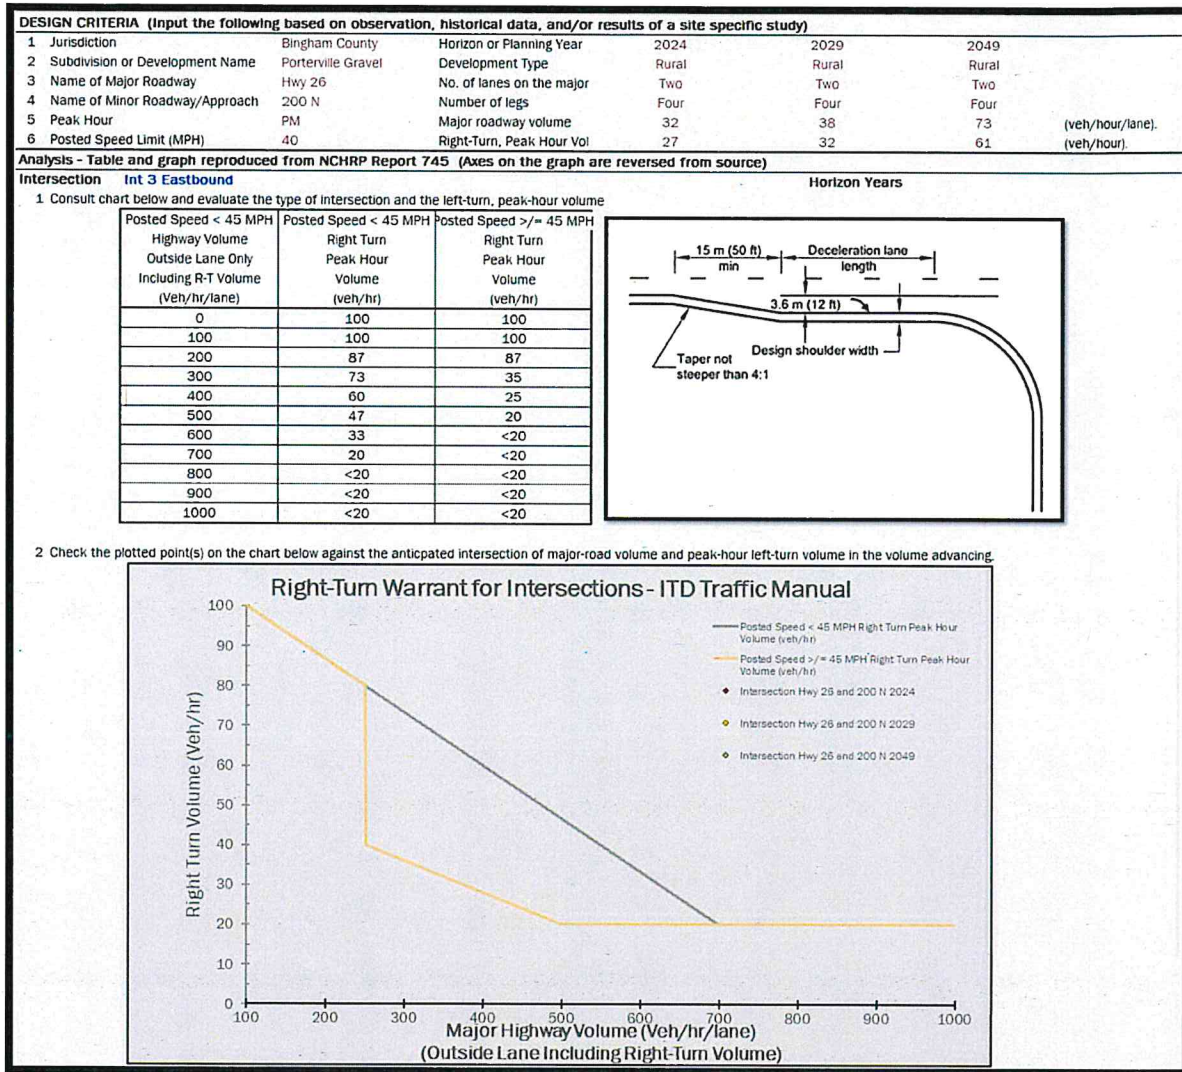 DESIGN CRITERIA (Input the following based on observation, historical data, and/or results of a site specific study)
1 Jurisdiction Bingham County Horizon or Planning Year 2024 2029 2049
2 Subdivision or Development Name Porterville Gravel Development Type Rural Rural Rural
3 Name of Major Roadway Hwy 26 No. of lanes on the major Two Two Two
4 Name of Minor Roadway/Approach 200 N Number of legs Four Four Four
5 Peak Hour PM Major roadway volume 32 38 73 (veh/hour/lane).
6 Posted Speed Limit (MPH) 40 Right-Turn, Peak Hour Vol 27 32 61 (veh/hour).
Analysis - Table and graph reproduced from NCHRP Report 745 (Axes on the graph are reversed from source)
Intersection Int 3 Eastbound Horizon Years
1 Consult chart below and evaluate the type of intersection and the left-turn, peak-hour volume
Posted Speed < 45 MPH Posted Speed < 45 MPH Posted Speed >/= 45 MPH
Highway Volume Right Turn Right Turn
Outside Lane Only Peak Hour Peak Hour
Including R-T Volume Volume Volume
(Veh/hr/lane) (veh/hr) (veh/hr)
0 100 100
100 100 100
200 87 87
300 73 35
400 60 25
500 47 20
600 33 <20
700 20 <20
800 <20 <20
900 <20 <20
1000 <20 <20
15 m (50 ft) Deceleration lane
min length
3.6 m (12 ft)
Design shoulder width
Taper not
steeper than 4:1
2 Check the plotted point(s) on the chart below against the anticpated intersection of major-road volume and peak-hour left-turn volume in the volume advancing.
Right-Turn Warrant for Intersections - ITD Traffic Manual
Posted Speed < 45 MPH Right Turn Peak Hour
Volume (veh/hr)
Posted Speed >/= 45 MPH Right Turn Peak Hour
Volume (veh/hr)
Intersection Hwy 26 and 200 N 2024
Intersection Hwy 26 and 200 N 2029
Intersection Hwy 26 and 200 N 2049
Right Turn Volume (Veh/hr)
100
90
80
70
60
50
40
30
20
10
0
100 200 300 400 500 600 700 800 900 1000
Major Highway Volume (Veh/hr/lane)
(Outside Lane Including Right-Turn Volume)